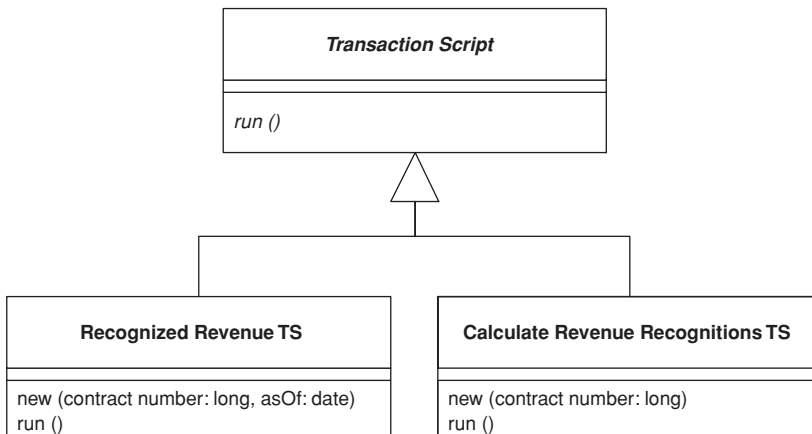 Transaction Script
run ()
Recognized Revenue TS
new (contract number: long, asOf: date)
run ()
Calculate Revenue Recognitions TS
new (contract number: long)
run ()